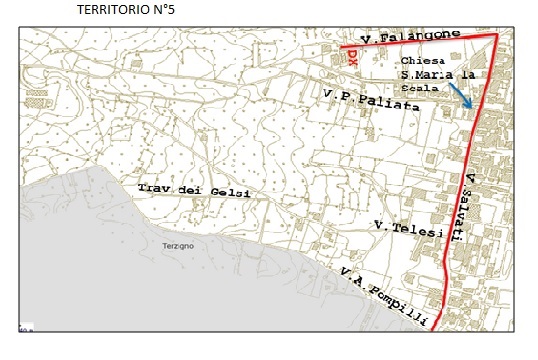 TERRITORIO N°5
V. Falangone
DX
Chiesa
S.Maria la
Scala
V.P.Paliata
Trav.dei Gelsi
V.Salvati
V.Telesi
Terzigno
V.A.Pompilli